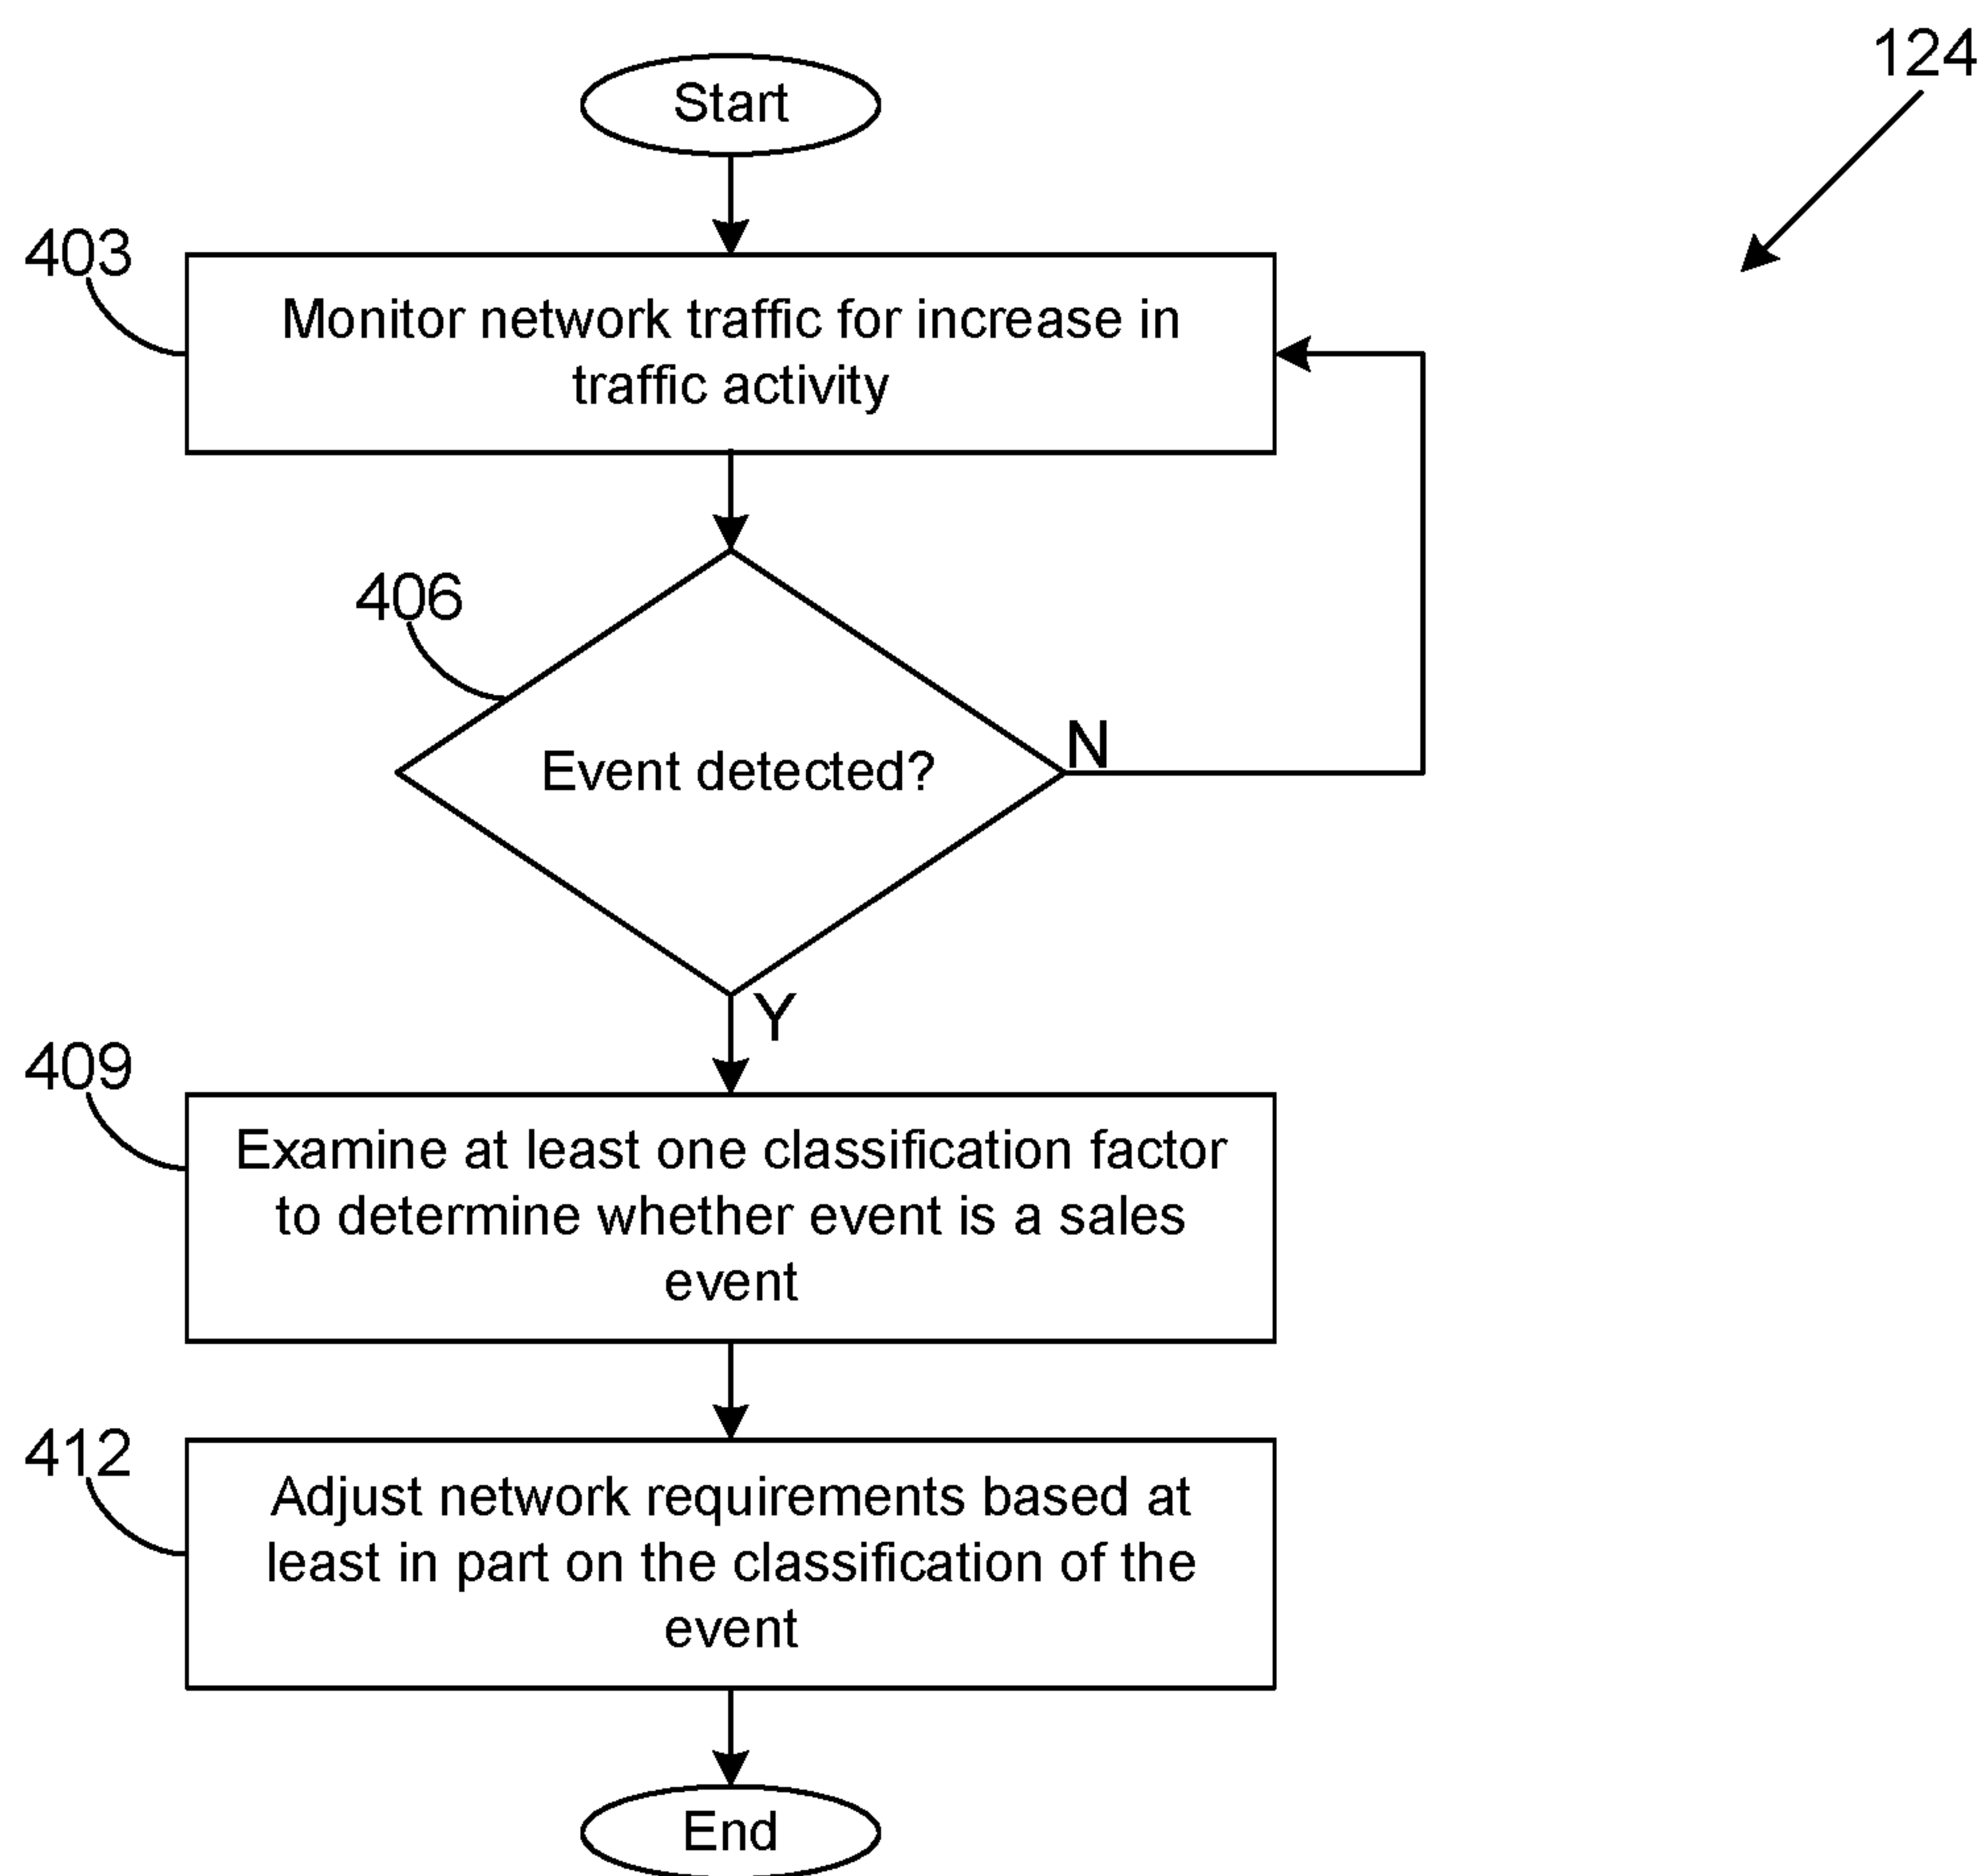 124
Start
403
Monitor network traffic for increase in
traffic activity
406
Event detected?
N
Y
409
Examine at least one classification factor
to determine whether event is a sales
event
412
Adjust network requirements based at
least in part on the classification of the
event
End